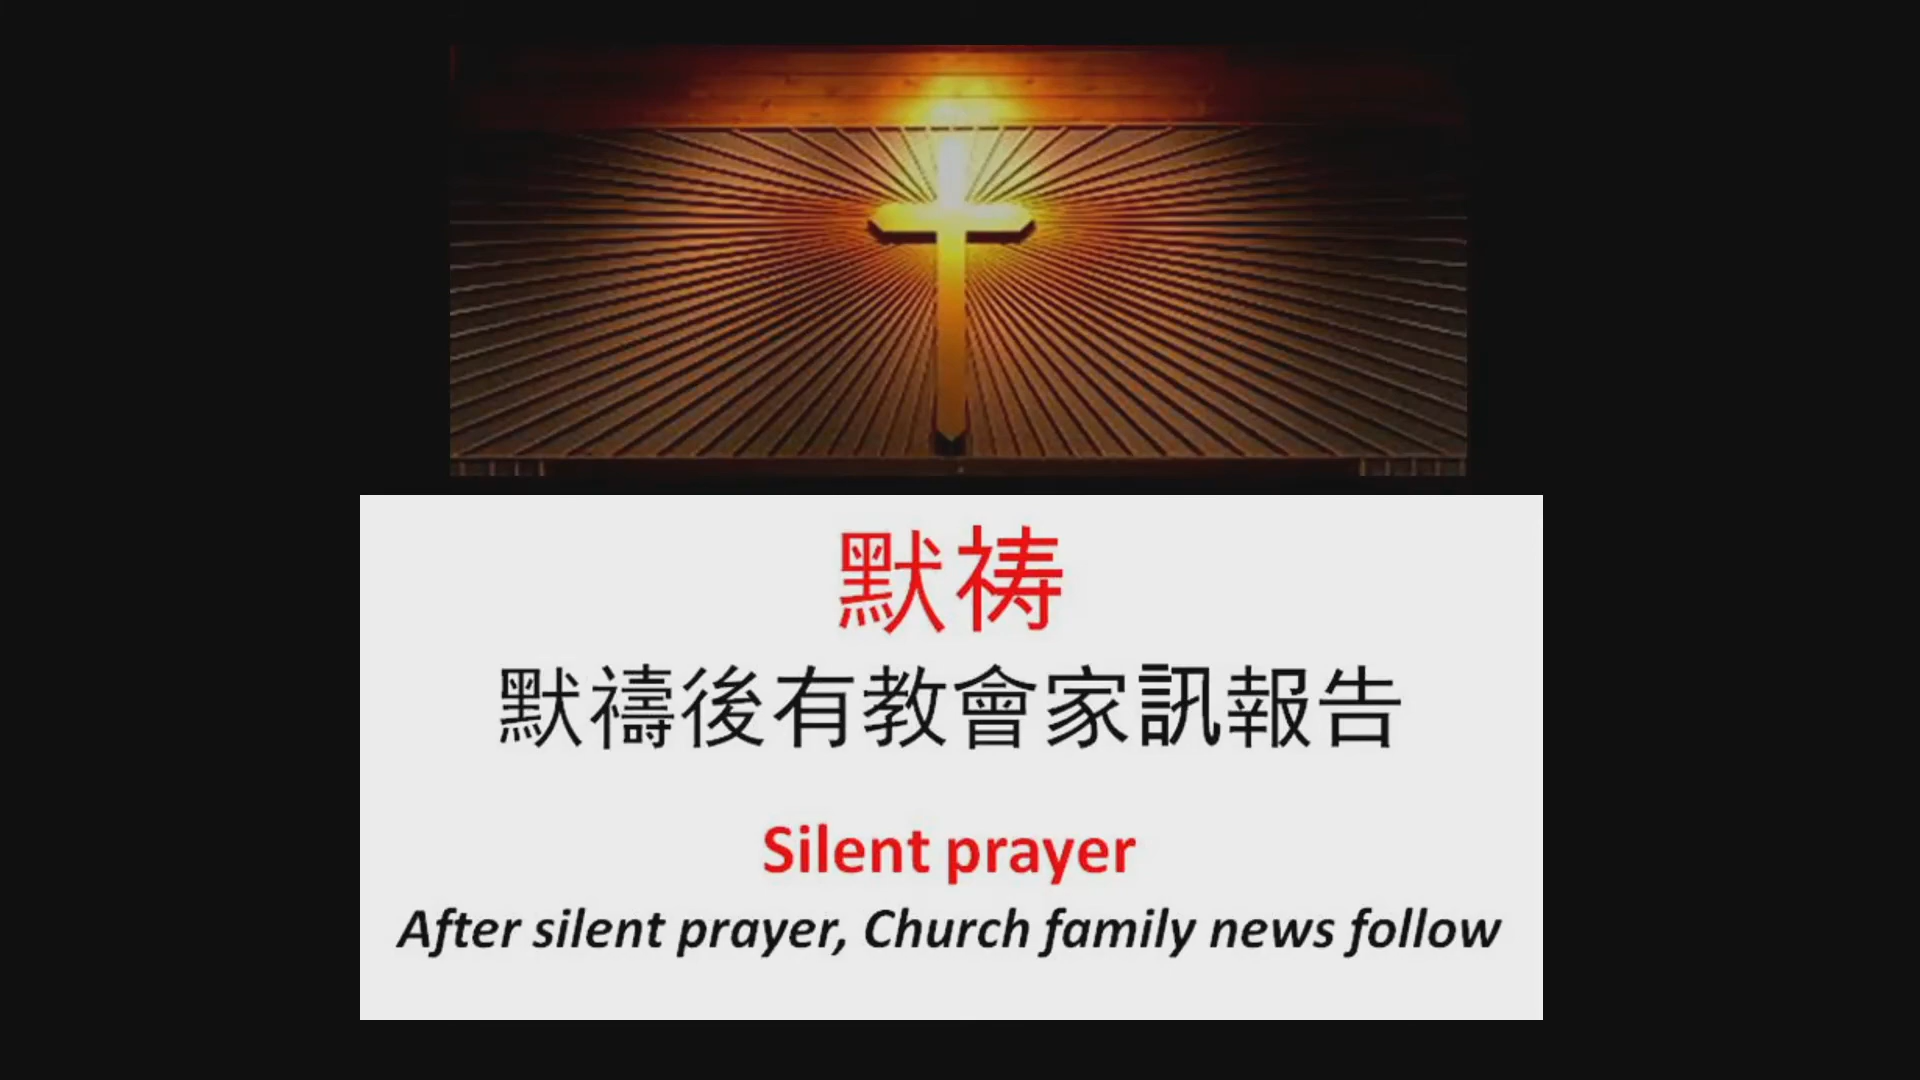 默祷
默禱後有教會家訊報告
Silent prayer
After silent prayer, Church family news follow